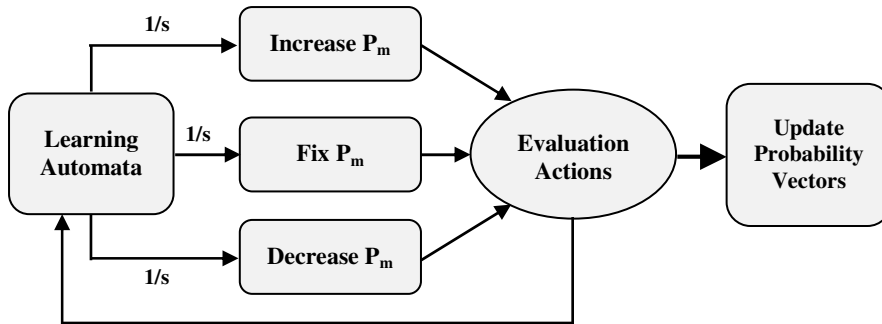 1/s
Increase Pm
Learning
Automata
1/s
Fix Pm
Evaluation
Actions
Update
Probability
Vectors
Decrease Pm
1/s